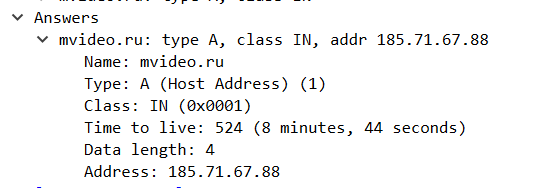 Answers
mvideo.ru: type A, class IN, addr 185.71.67.88
Name: mvideo.ru
Type: A (Host Address) (1)
Class: IN (0x0001)
Time to live: 524 (8 minutes, 44 seconds)
Data length: 4
Address: 185.71.67.88